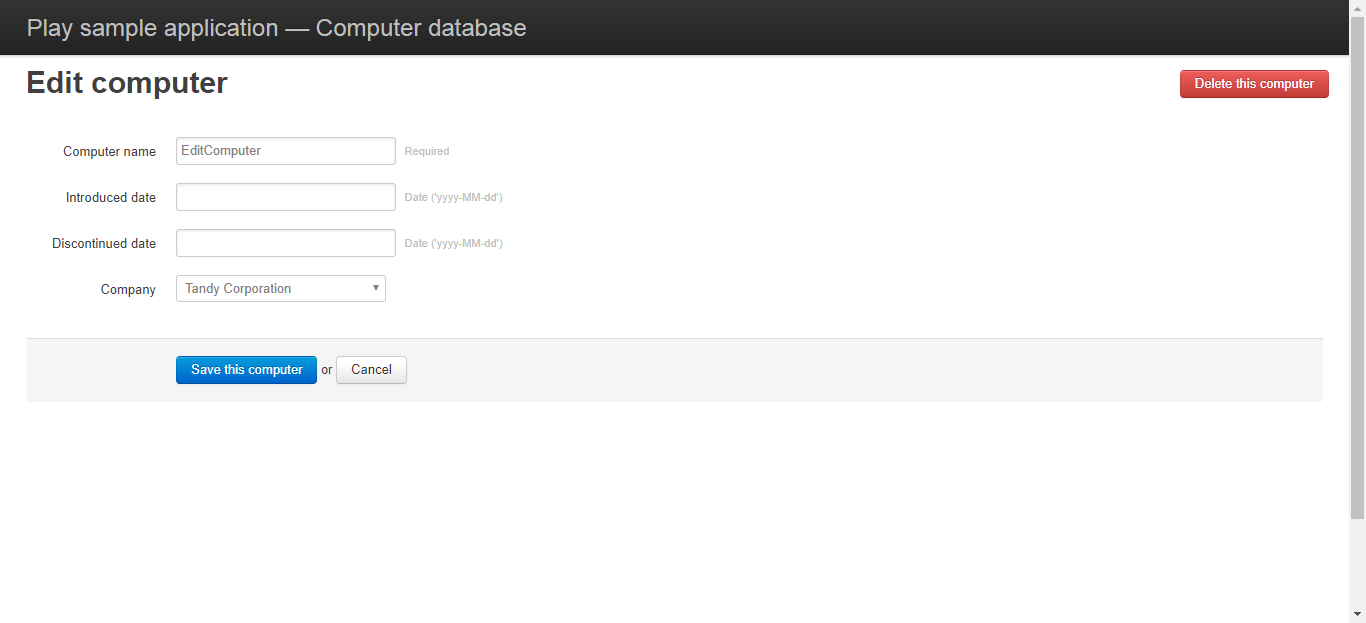 Play sample application — Computer database
Edit computer
Delete this computer
Computer name EditComputer Required
Introduced date Date ('yyyy-MM-dd')
Discontinued date Date ('yyyy-MM-dd')
Company Tandy Corporation
Save this computer or Cancel